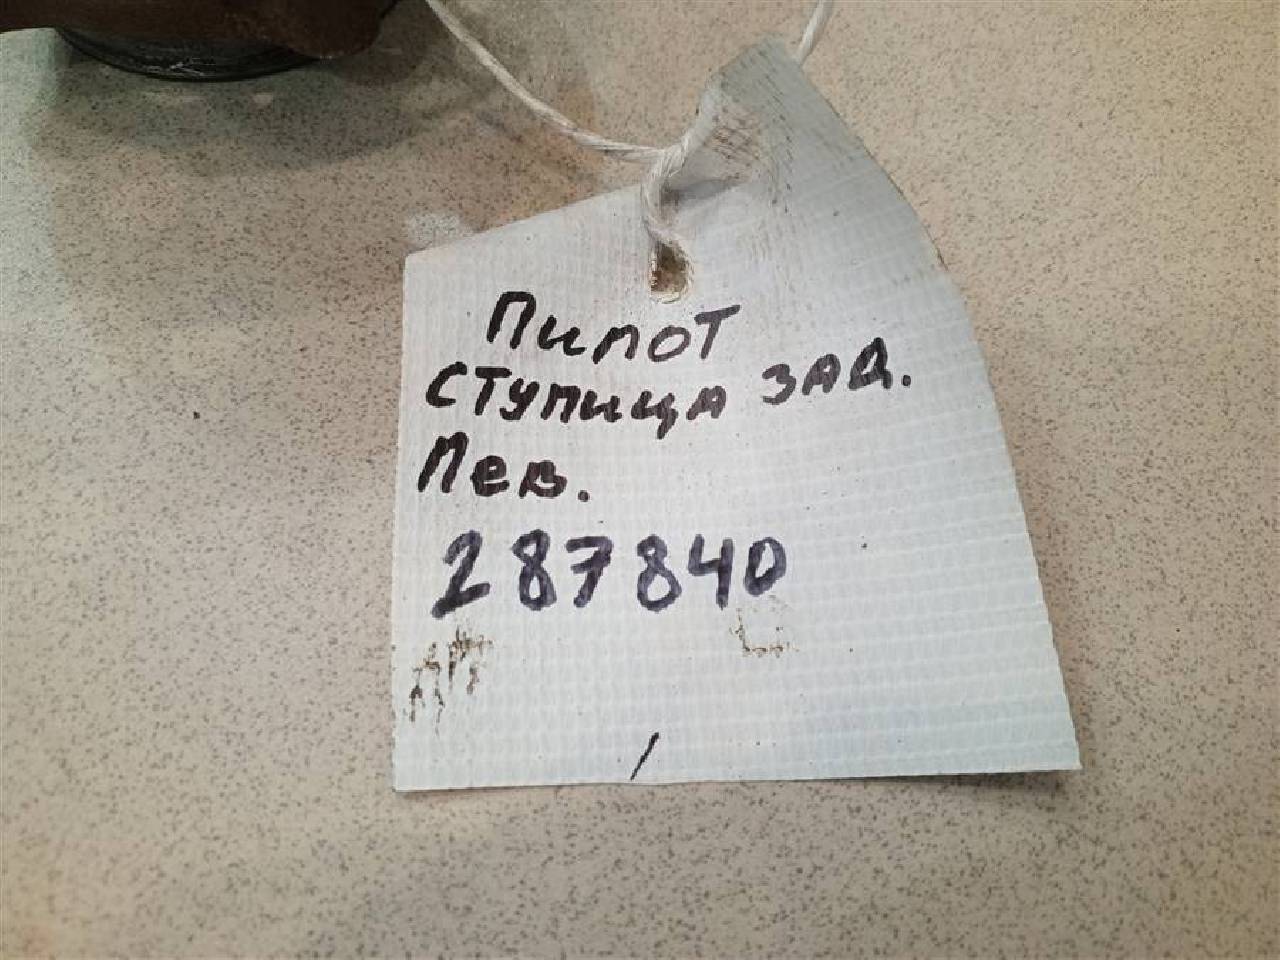 Пилот
ступица зад.
Лев.
287840